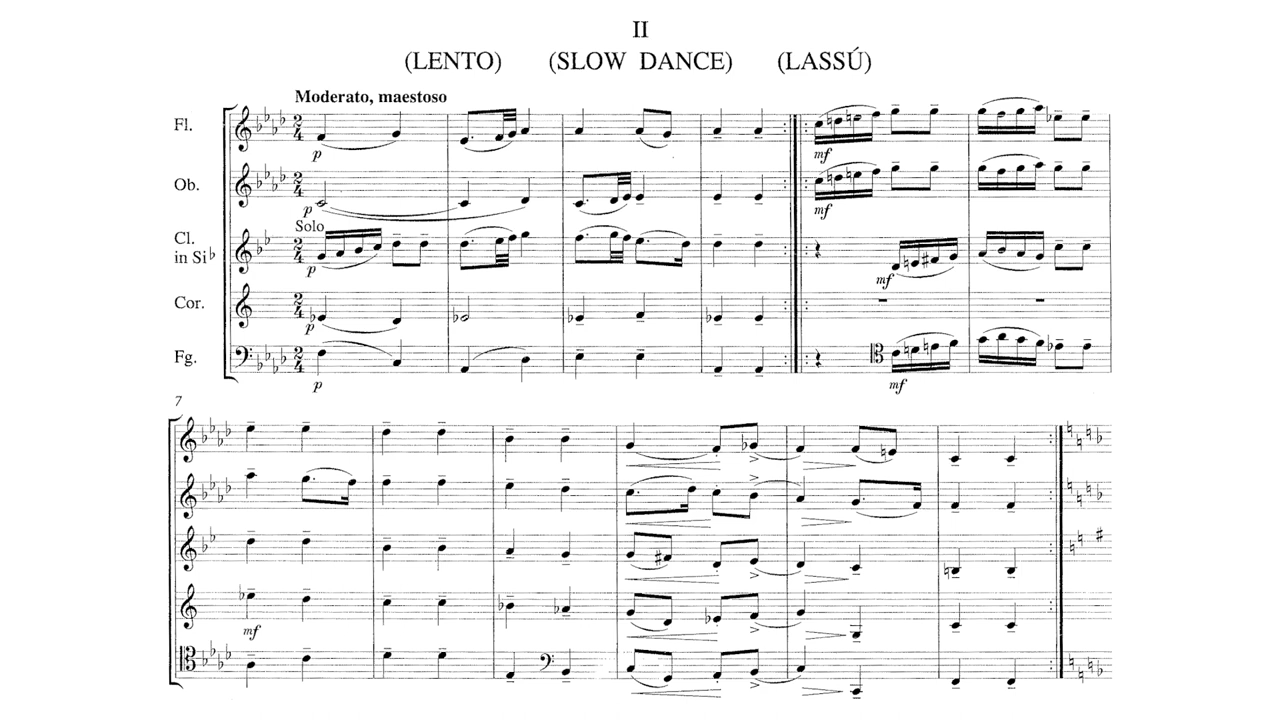 II
(LENTO) (SLOW DANCE) (LASSÚ)
Moderato, maestoso
Fl.
p
mf
Ob.
p
mf
Solo
Cl.
in Si♭
p
mf
Cor.
p
Fg.
p
mf
7
mf